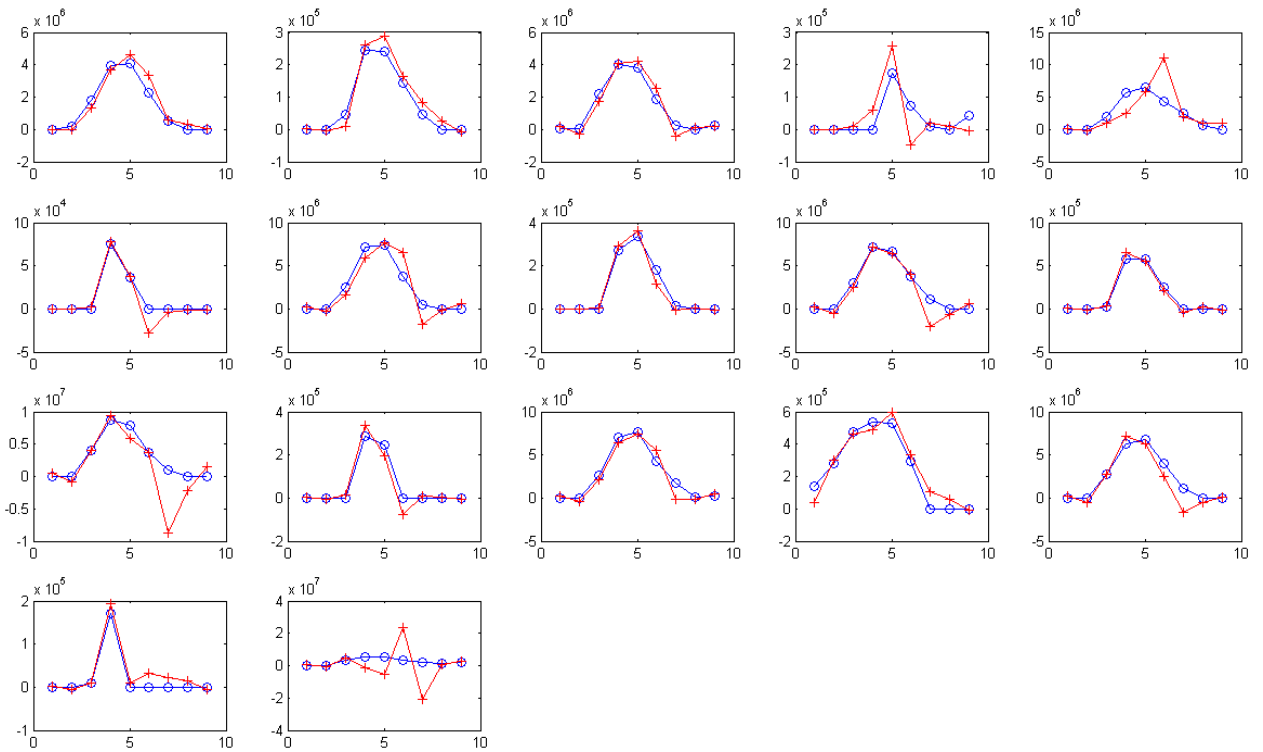 x 10^6 x 10^5 x 10^6 x 10^5 x 10^6
6 3 6 3 15
4 2 4 2 10
2 1 2 1 5
0 0 0 0 0
-2 -1 -2 -1 -5
0 5 10 0 5 10 0 5 10 0 5 10 0 5 10
x 10^4 x 10^6 x 10^5 x 10^6 x 10^5
10 10 4 10 10
5 5 2 5 5
0 0 0 0 0
-5 -5 -2 -5 -5
0 5 10 0 5 10 0 5 10 0 5 10 0 5 10
x 10^7 x 10^5 x 10^6 x 10^5 x 10^6
1 4 10 6 10
0.5 2 5 4 5
0 0 0 2 0
-0.5 0
-1 -2 -5 -2 -5
0 5 10 0 5 10 0 5 10 0 5 10 0 5 10
x 10^5 x 10^7
2 4
1 2
0 0
-2
-1 -4
0 5 10 0 5 10